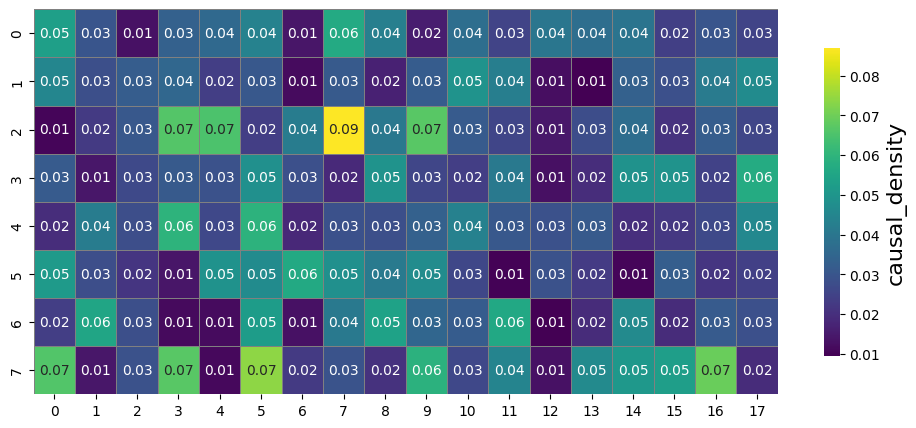 0 0.05 0.03 0.01 0.03 0.04 0.04 0.01 0.06 0.04 0.02 0.04 0.03 0.04 0.04 0.04 0.02 0.03 0.03
1 0.05 0.03 0.03 0.04 0.02 0.03 0.01 0.03 0.02 0.03 0.05 0.04 0.01 0.01 0.03 0.03 0.04 0.05
2 0.01 0.02 0.03 0.07 0.07 0.02 0.04 0.09 0.04 0.07 0.03 0.03 0.01 0.03 0.04 0.02 0.03 0.03
3 0.03 0.01 0.03 0.03 0.03 0.05 0.03 0.02 0.05 0.03 0.02 0.04 0.01 0.02 0.05 0.05 0.02 0.06
4 0.02 0.04 0.03 0.06 0.03 0.06 0.02 0.03 0.03 0.03 0.04 0.03 0.03 0.03 0.02 0.02 0.03 0.05
5 0.05 0.03 0.02 0.01 0.05 0.05 0.06 0.05 0.04 0.05 0.03 0.01 0.03 0.02 0.01 0.03 0.02 0.02
6 0.02 0.06 0.03 0.01 0.01 0.05 0.01 0.04 0.05 0.03 0.03 0.06 0.01 0.02 0.05 0.02 0.03 0.03
7 0.07 0.01 0.03 0.07 0.01 0.07 0.02 0.03 0.02 0.06 0.03 0.04 0.01 0.05 0.05 0.05 0.07 0.02
0 1 2 3 4 5 6 7 8 9 10 11 12 13 14 15 16 17
0.08
0.07
0.06
0.05
0.04
0.03
0.02
0.01
causal_density